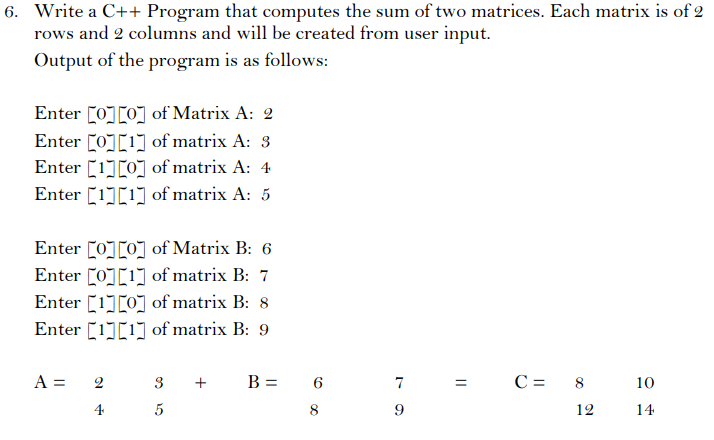 6. Write a C++ Program that computes the sum of two matrices. Each matrix is of 2
rows and 2 columns and will be created from user input.
Output of the program is as follows:
Enter [0][0] of Matrix A: 2
Enter [0][1] of matrix A: 3
Enter [1][0] of matrix A: 4
Enter [1][1] of matrix A: 5
Enter [0][0] of Matrix B: 6
Enter [0][1] of matrix B: 7
Enter [1][0] of matrix B: 8
Enter [1][1] of matrix B: 9
A = 2 3 + B = 6 7 = C = 8 10
4 5 8 9 12 14